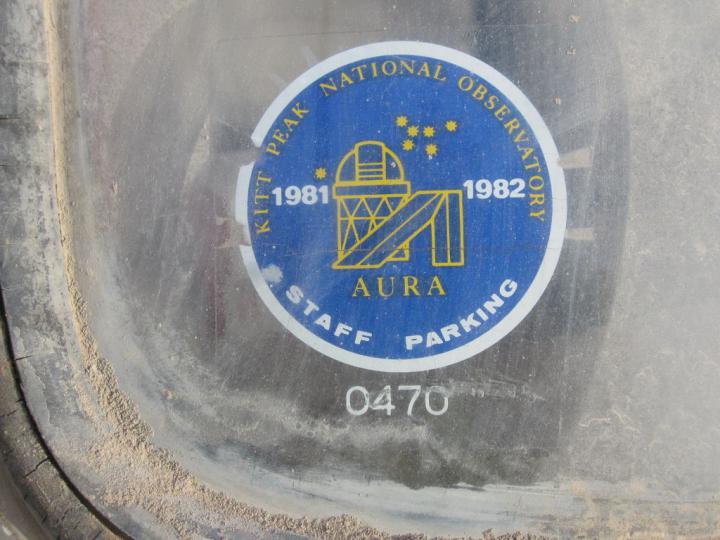 KITT PEAK NATIONAL OBSERVATORY
1981 1982
AURA
STAFF PARKING
0470